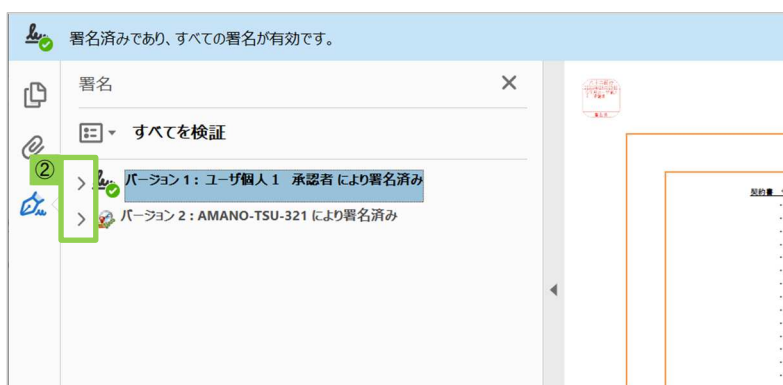 署名済みであり、すべての署名が有効です。
署名
すべてを検証
②
バージョン 1: ユーザ個人1 承認者 により署名済み
バージョン 2 : AMANO-TSU-321 により署名済み
契約書